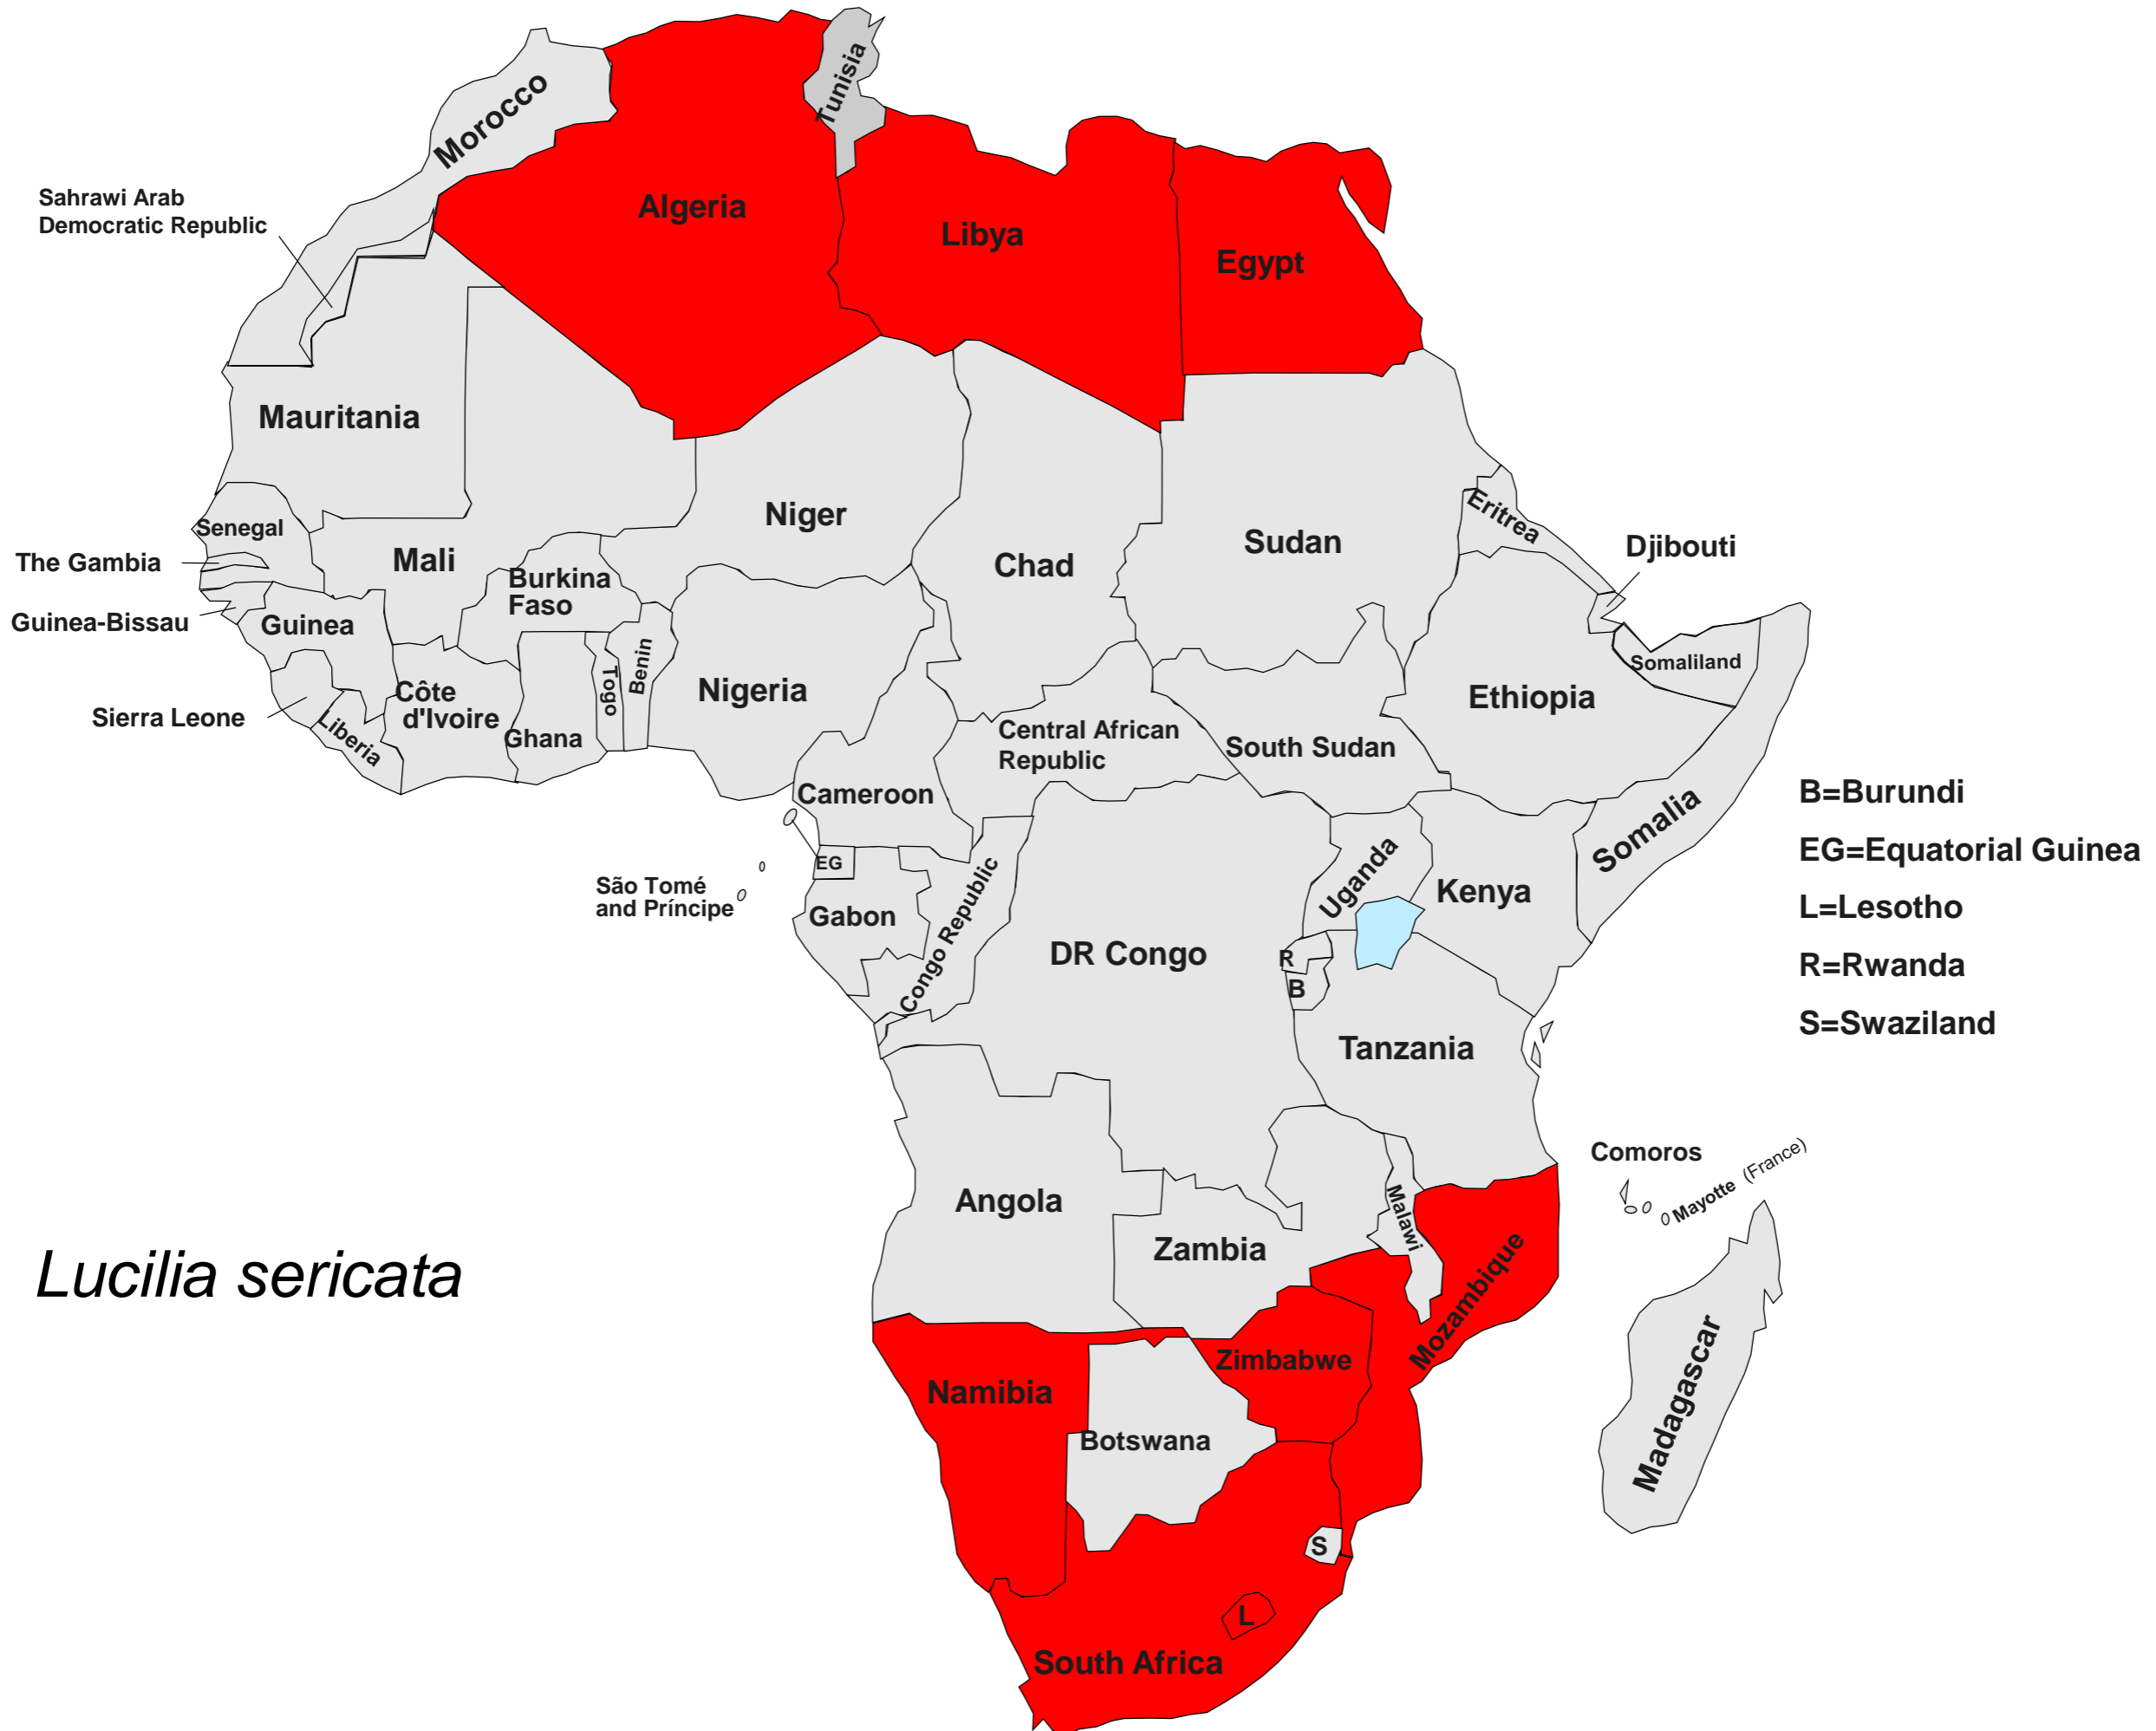 Tunisia
Morocco
Sahrawi Arab
Democratic Republic
Algeria
Libya
Egypt
Mauritania
Niger
Senegal
Eritrea
Sudan
Djibouti
The Gambia
Mali
Chad
Burkina
Faso
Guinea-Bissau
Guinea
Benin
Togo
Somaliland
Nigeria
Côte
d'Ivoire
Ethiopia
Sierra Leone
Liberia
Ghana
Central African
Republic
South Sudan
Cameroon
B=Burundi
Somalia
EG=Equatorial Guinea
EG
Uganda
São Tomé
and Príncipe
Kenya
Gabon
Congo Republic
L=Lesotho
DR Congo
R
R=Rwanda
B
S=Swaziland
Tanzania
Comoros
Mayotte (France)
Angola
Malawi
Zambia
Lucilia sericata
Mozambique
Zimbabwe
Namibia
Madagascar
Botswana
S
L
South Africa